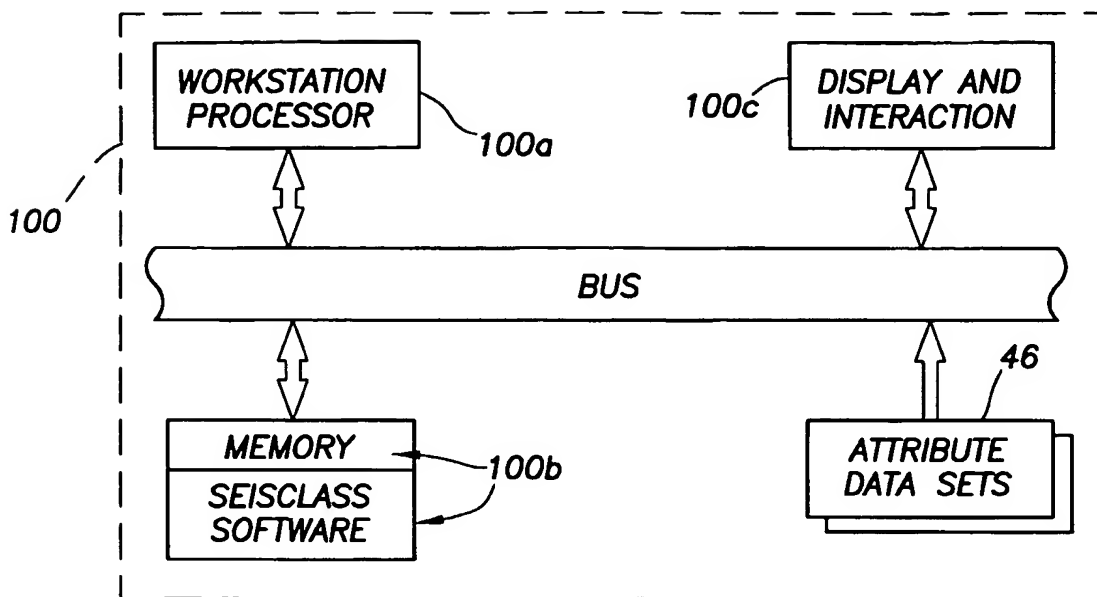 WORKSTATION
PROCESSOR
100a
DISPLAY AND
INTERACTION
100c
100
BUS
46
MEMORY
SEISCLASS
SOFTWARE
100b
ATTRIBUTE
DATA SETS